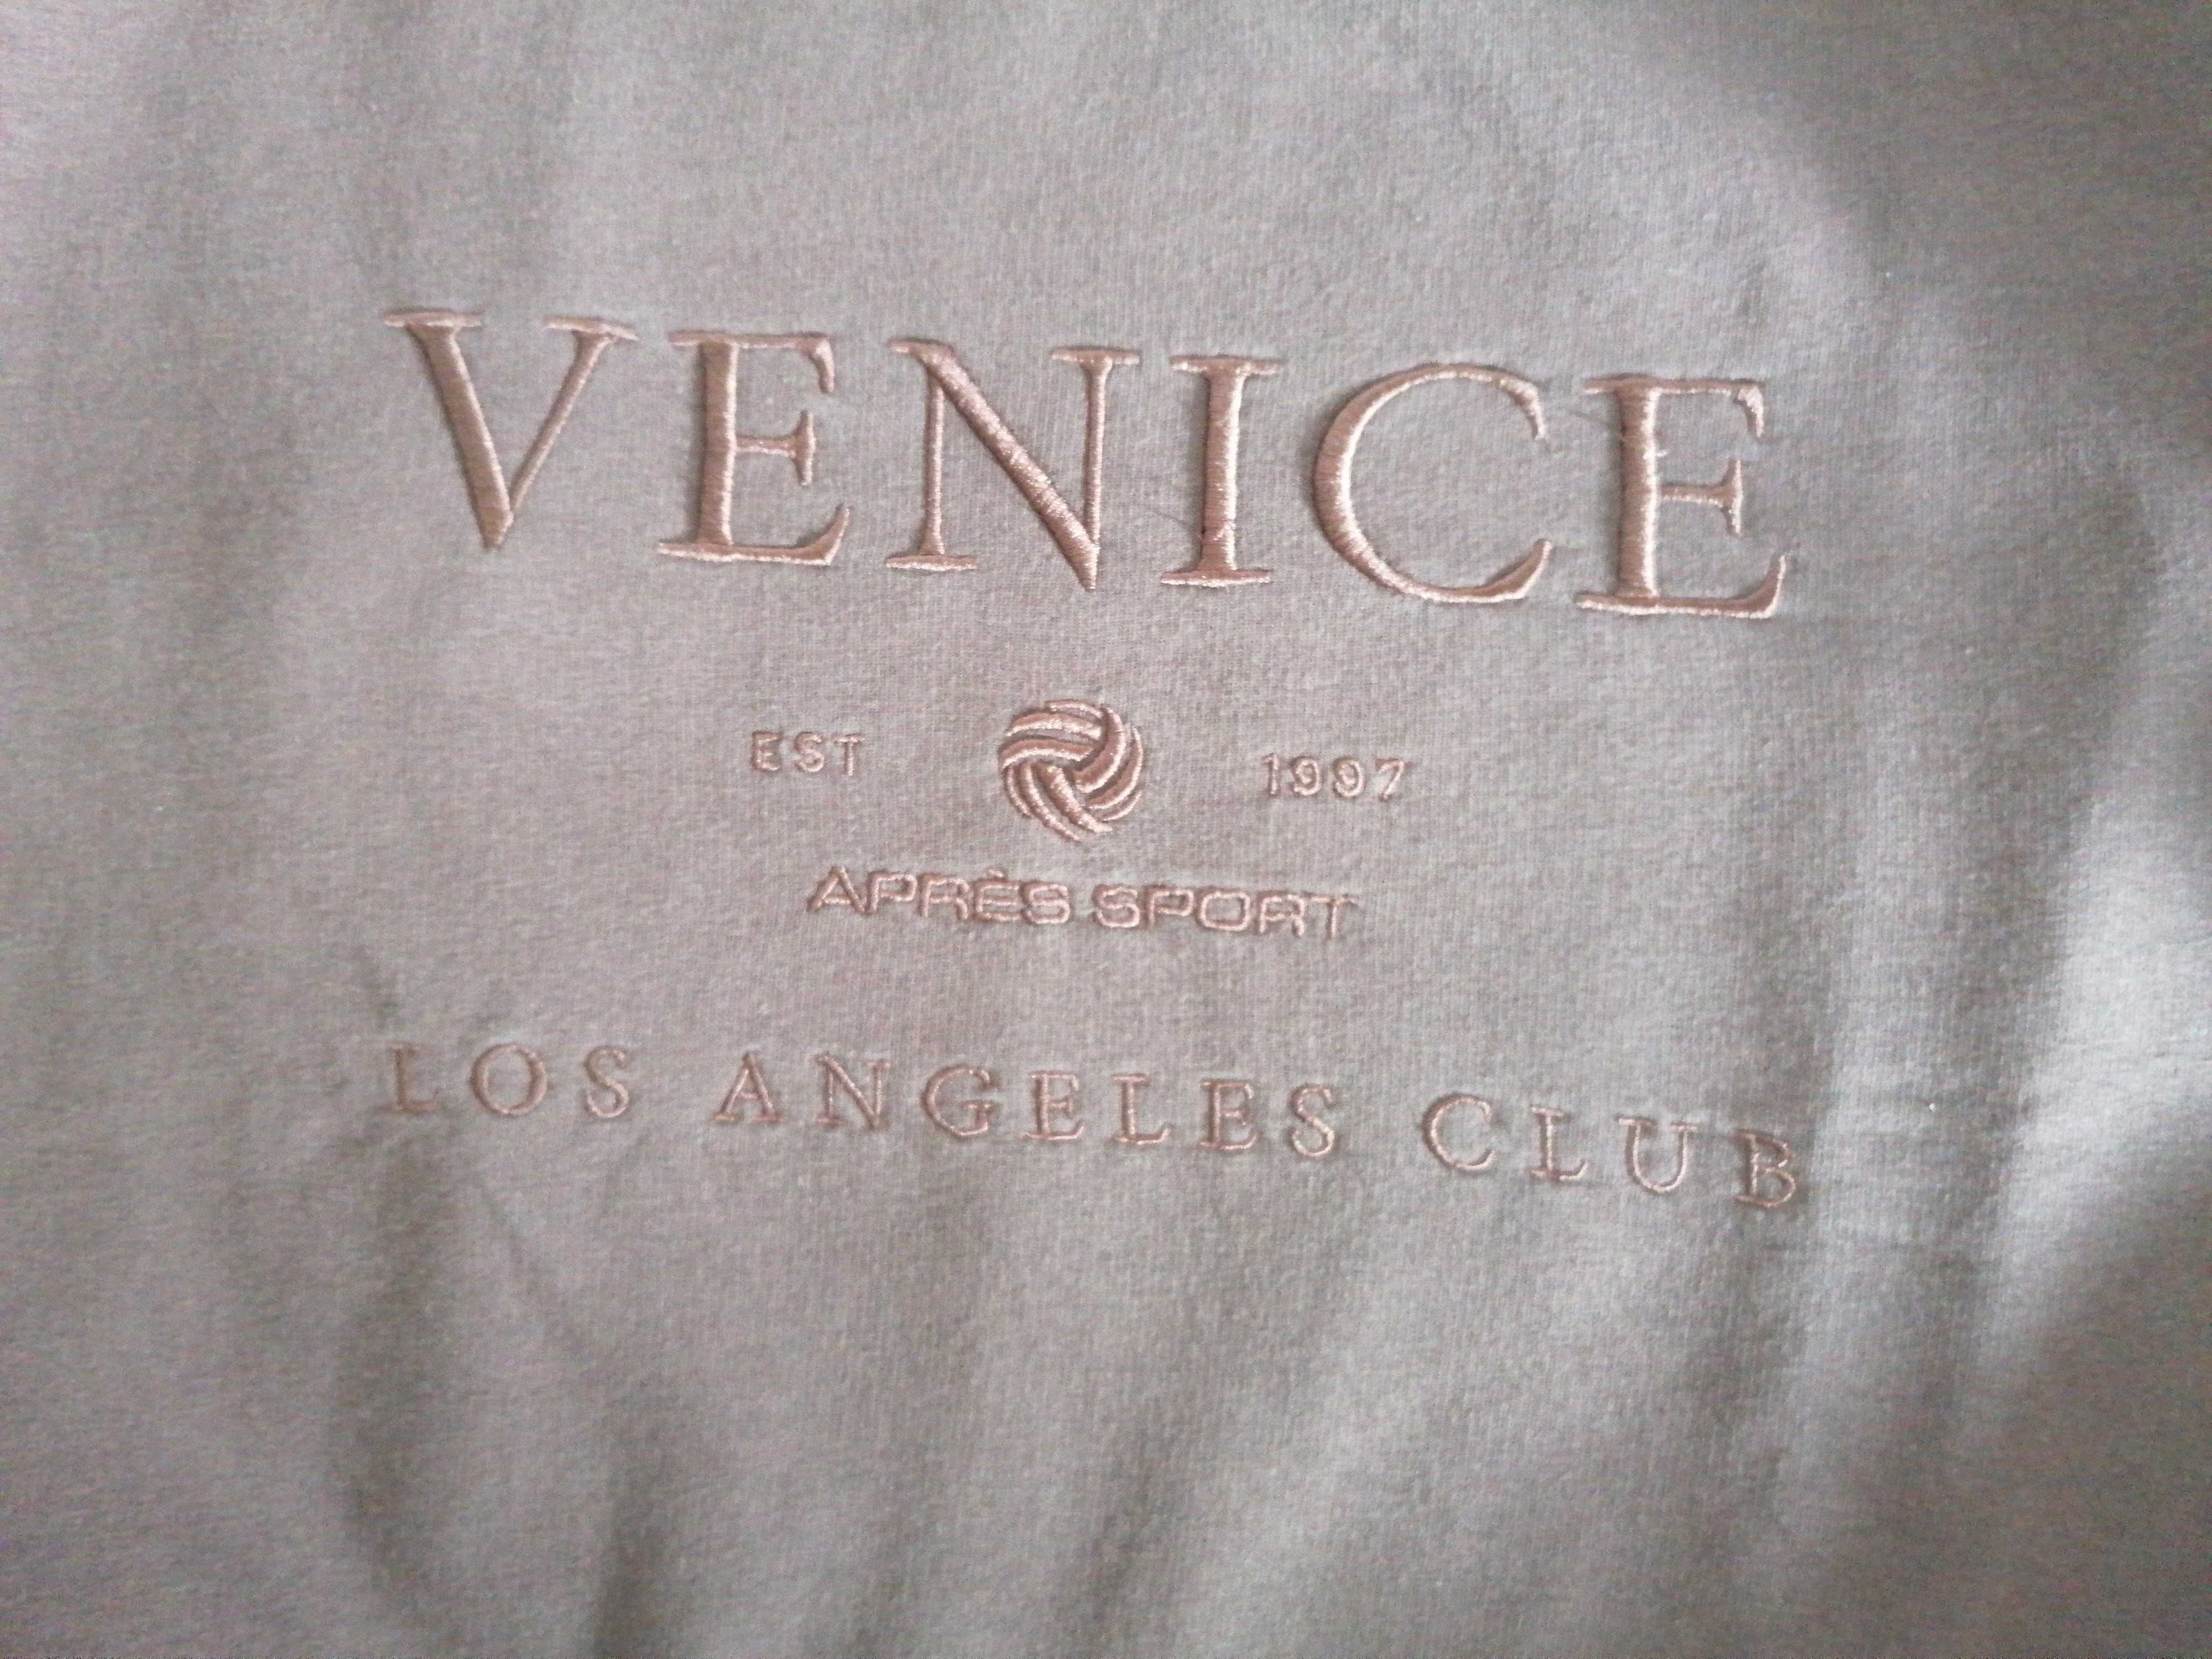 VENICE
EST 1997
APRÈS SPORT
LOS ANGELES CLUB